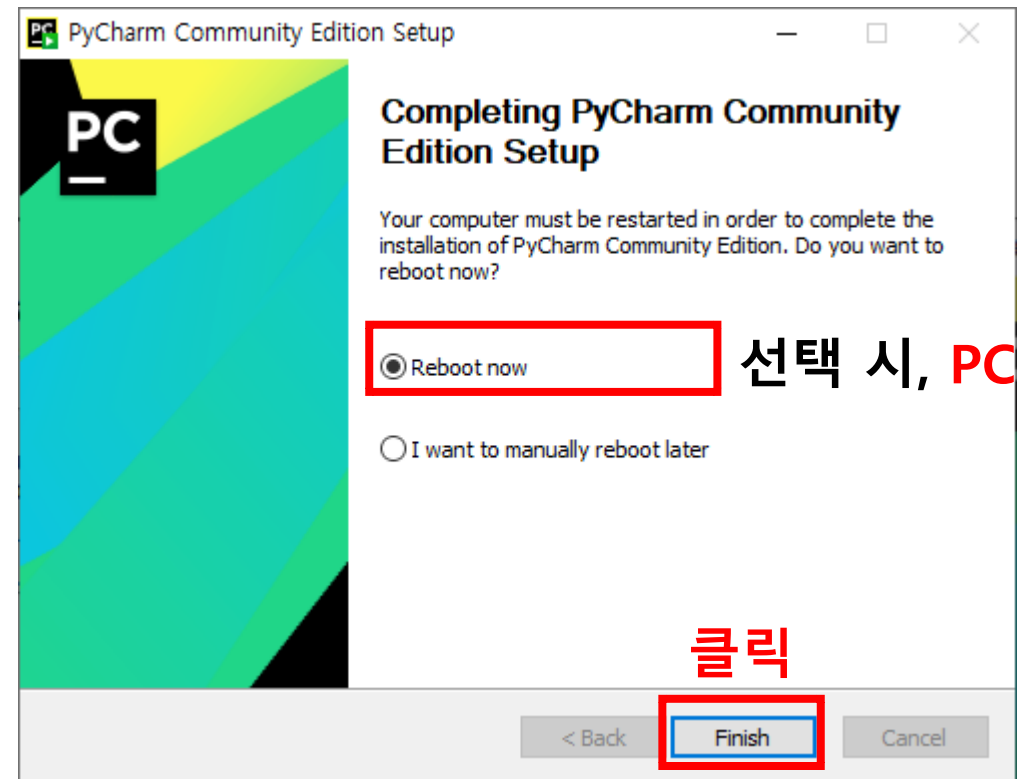 PyCharm Community Edition Setup
PC
Completing PyCharm Community
Edition Setup
Your computer must be restarted in order to complete the
installation of PyCharm Community Edition. Do you want to
reboot now?
Reboot now
선택 시, PC
I want to manually reboot later
클릭
< Back
Finish
Cancel